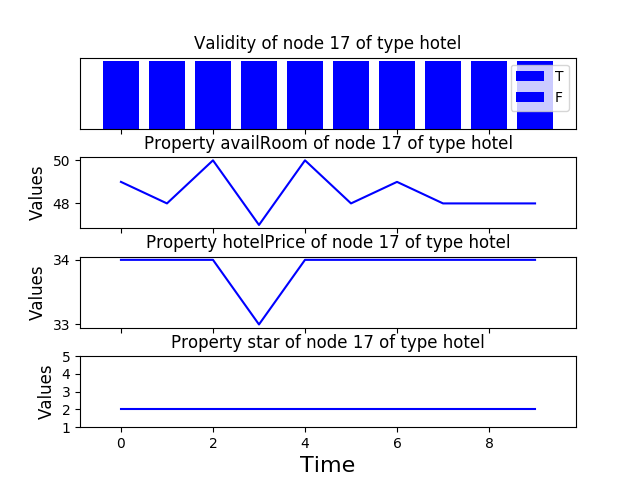 Validity of node 17 of type hotel
T
F
Property availRoom of node 17 of type hotel
50
48
Values
Property hotelPrice of node 17 of type hotel
34
33
Values
Property star of node 17 of type hotel
5
4
3
2
1
Values
0 2 4 6 8
Time